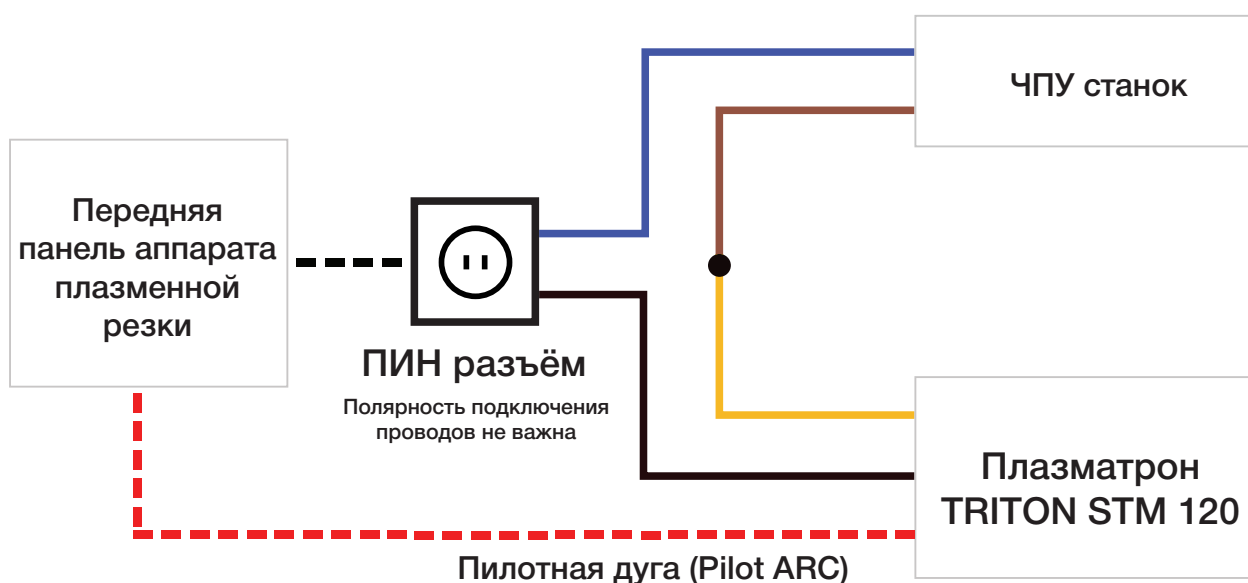 ЧПУ станок
Передняя
панель аппарата
плазменной
резки
ПИН разъём
Полярность подключения
проводов не важна
Плазматрон
TRITON STM 120
Пилотная дуга (Pilot ARC)